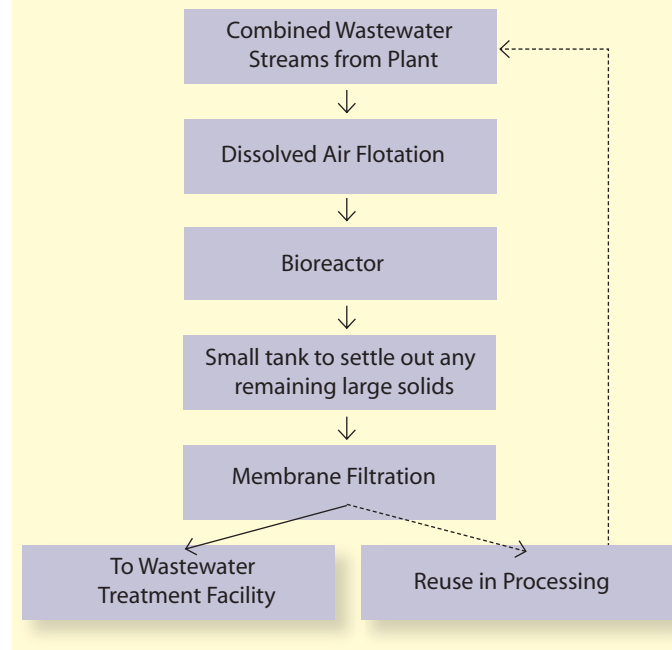 Combined Wastewater
Streams from Plant
Dissolved Air Flotation
Bioreactor
Small tank to settle out any
remaining large solids
Membrane Filtration
To Wastewater
Treatment Facility
Reuse in Processing